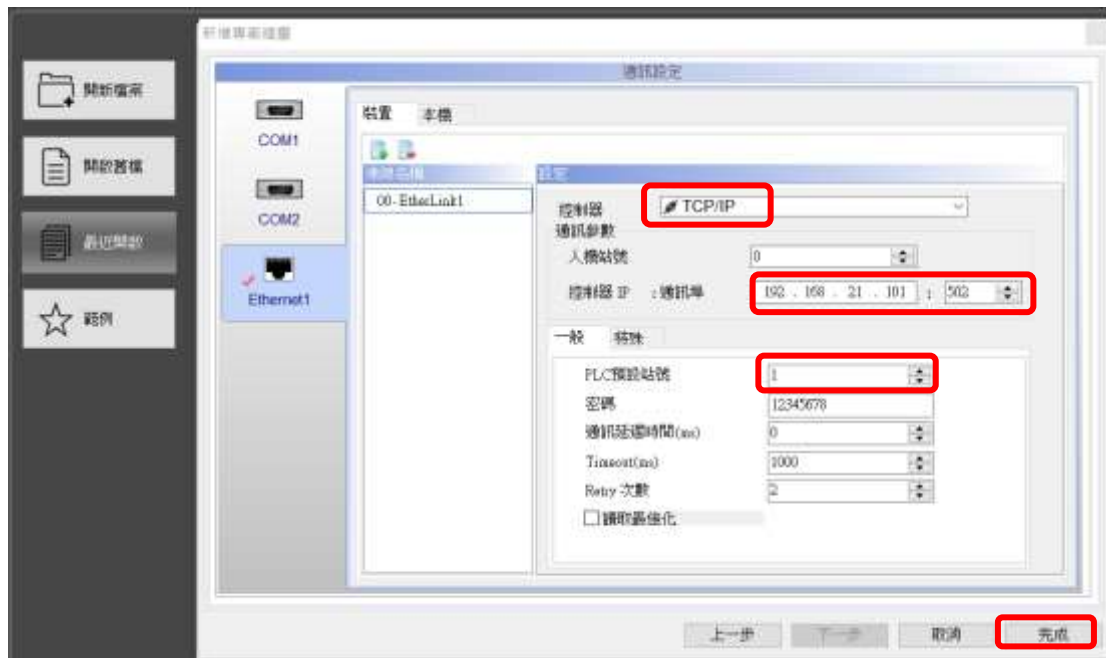 新增專案精靈
通訊設定
開新檔案
開啟舊檔
最近開啟
範例
COM1
COM2
Ethernet1
裝置 本機
連線名稱
00- EtherLink1
設定
控制器 TCP/IP
通訊參數
人機站號 0
控制器 IP :通訊埠 192 . 168 . 21 . 101 : 502
一般 特殊
PLC預設站號 1
密碼 12345678
通訊延遲時間(ms) 0
Timeout(ms) 1000
Retry 次數 2
讀取最佳化
上一步 下一步 取消 完成